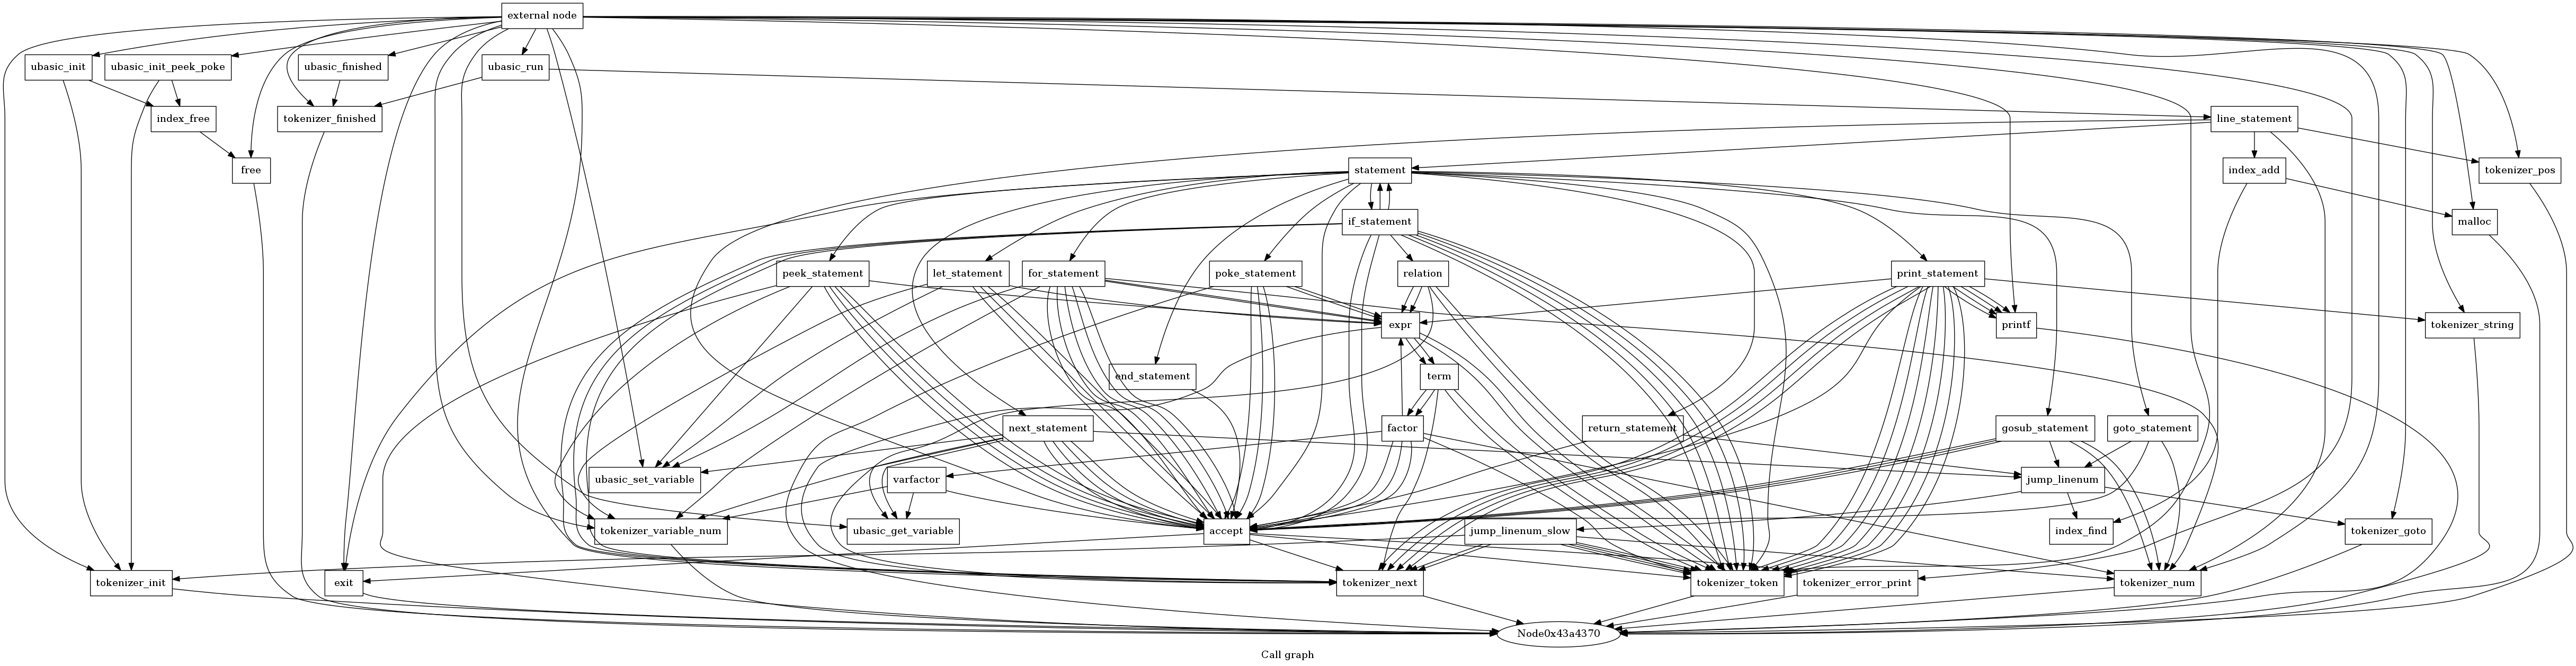 external node
ubasic_init
ubasic_init_peek_poke
ubasic_finished
ubasic_run
index_free
tokenizer_finished
line_statement
free
statement
index_add
tokenizer_pos
if_statement
malloc
peek_statement
let_statement
for_statement
poke_statement
relation
print_statement
expr
printf
tokenizer_string
end_statement
term
next_statement
factor
return_statement
gosub_statement
goto_statement
ubasic_set_variable
varfactor
jump_linenum
tokenizer_variable_num
ubasic_get_variable
accept
jump_linenum_slow
index_find
tokenizer_goto
tokenizer_init
exit
tokenizer_next
tokenizer_token
tokenizer_error_print
tokenizer_num
Node0x43a4370
Call graph